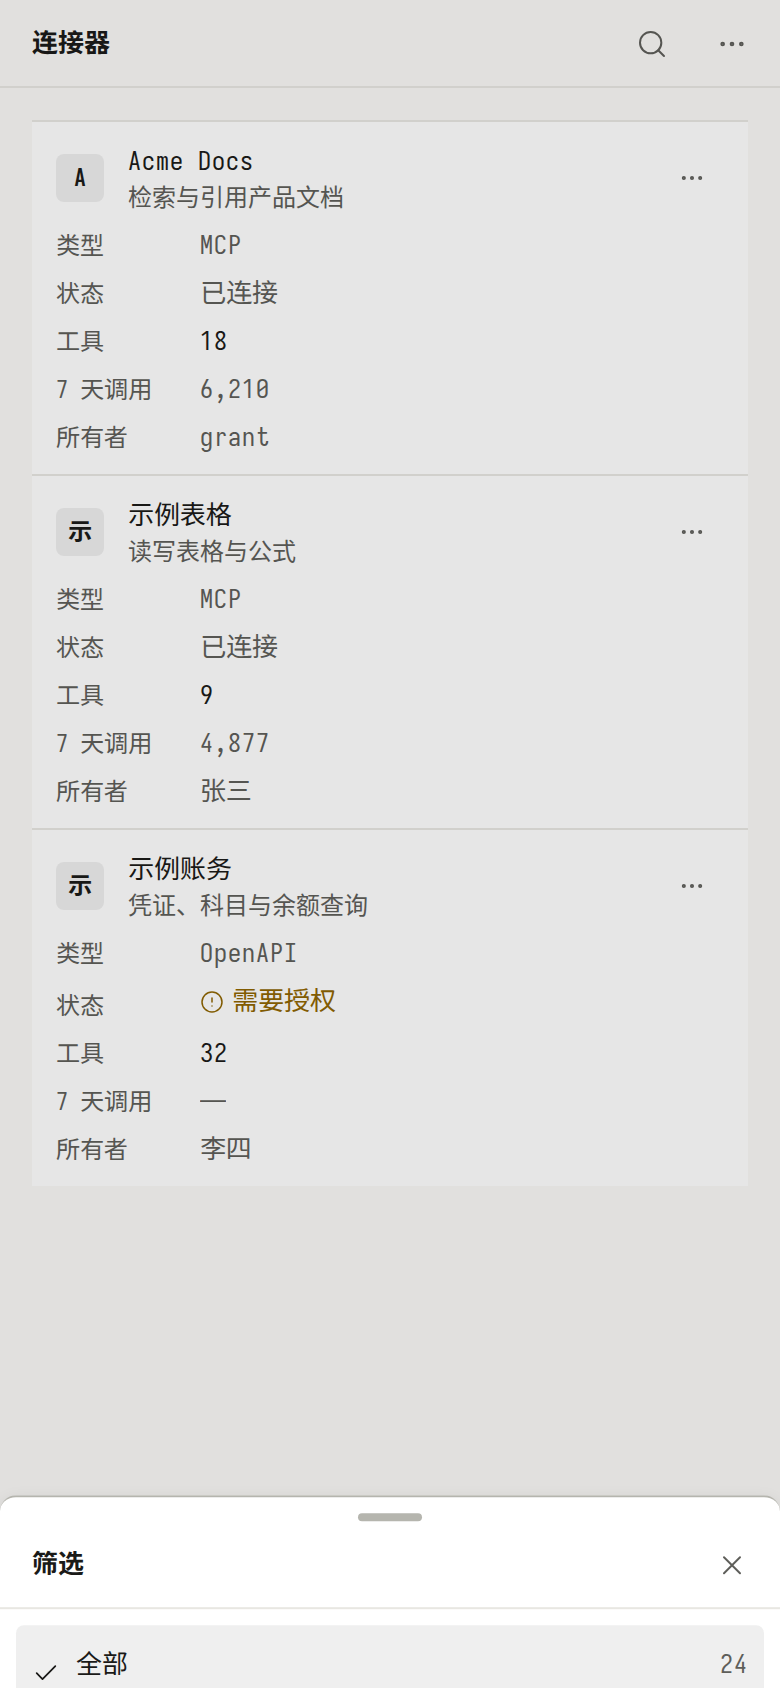 连接器
A
Acme Docs
检索与引用产品文档
类型 MCP
状态 已连接
工具 18
7 天调用 6,210
所有者 grant
示
示例表格
读写表格与公式
类型 MCP
状态 已连接
工具 9
7 天调用 4,877
所有者 张三
示
示例账务
凭证、科目与余额查询
类型 OpenAPI
状态 需要授权
工具 32
7 天调用 —
所有者 李四
筛选
全部 24